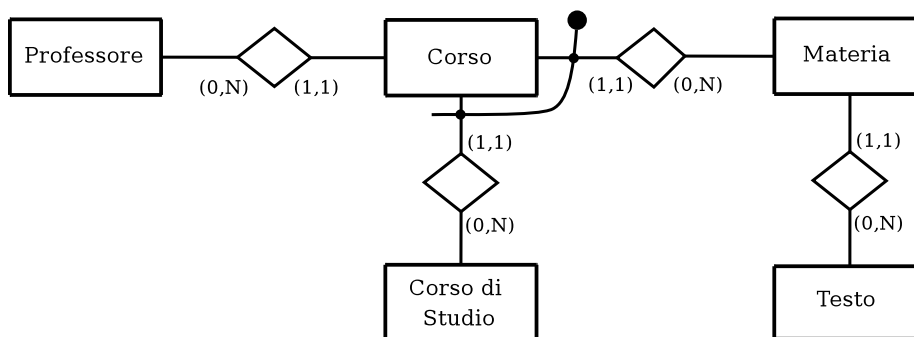 Professore
Corso
Materia
(0,N)
(1,1)
(1,1)
(0,N)
(1,1)
(1,1)
(0,N)
(0,N)
Corso di
Studio
Testo